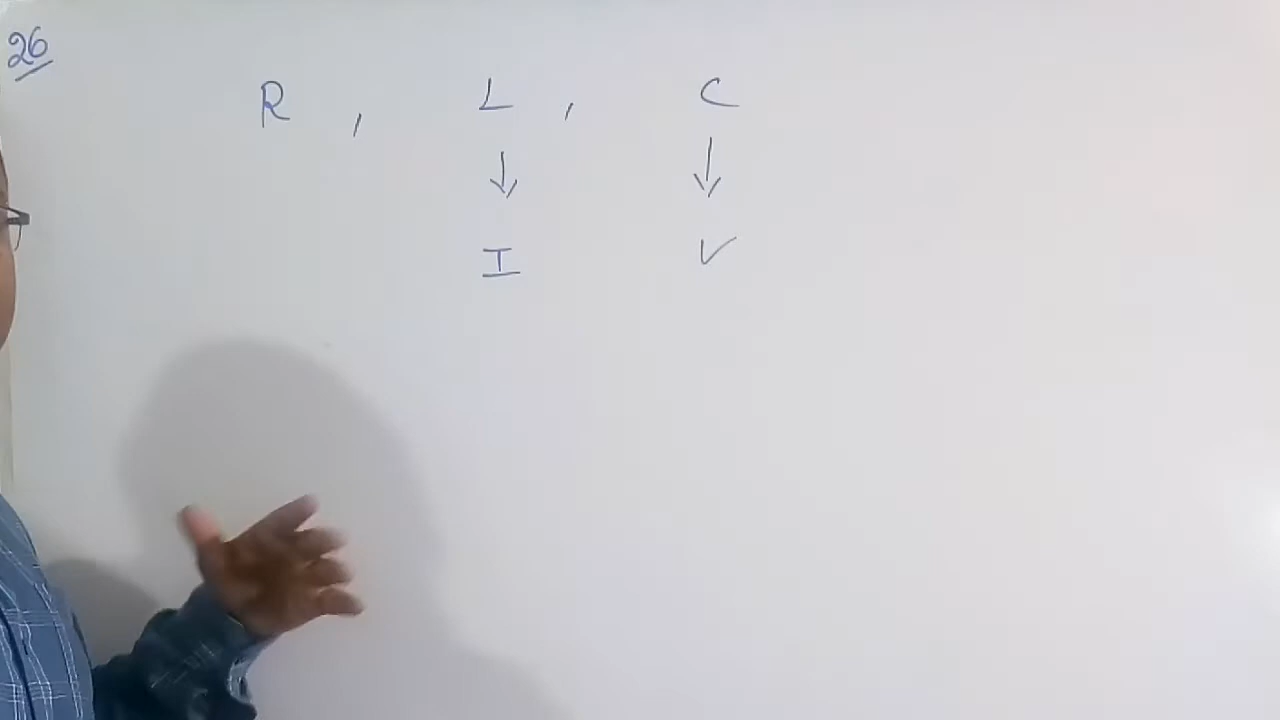 26
R , L , C
↓ ↓
I V